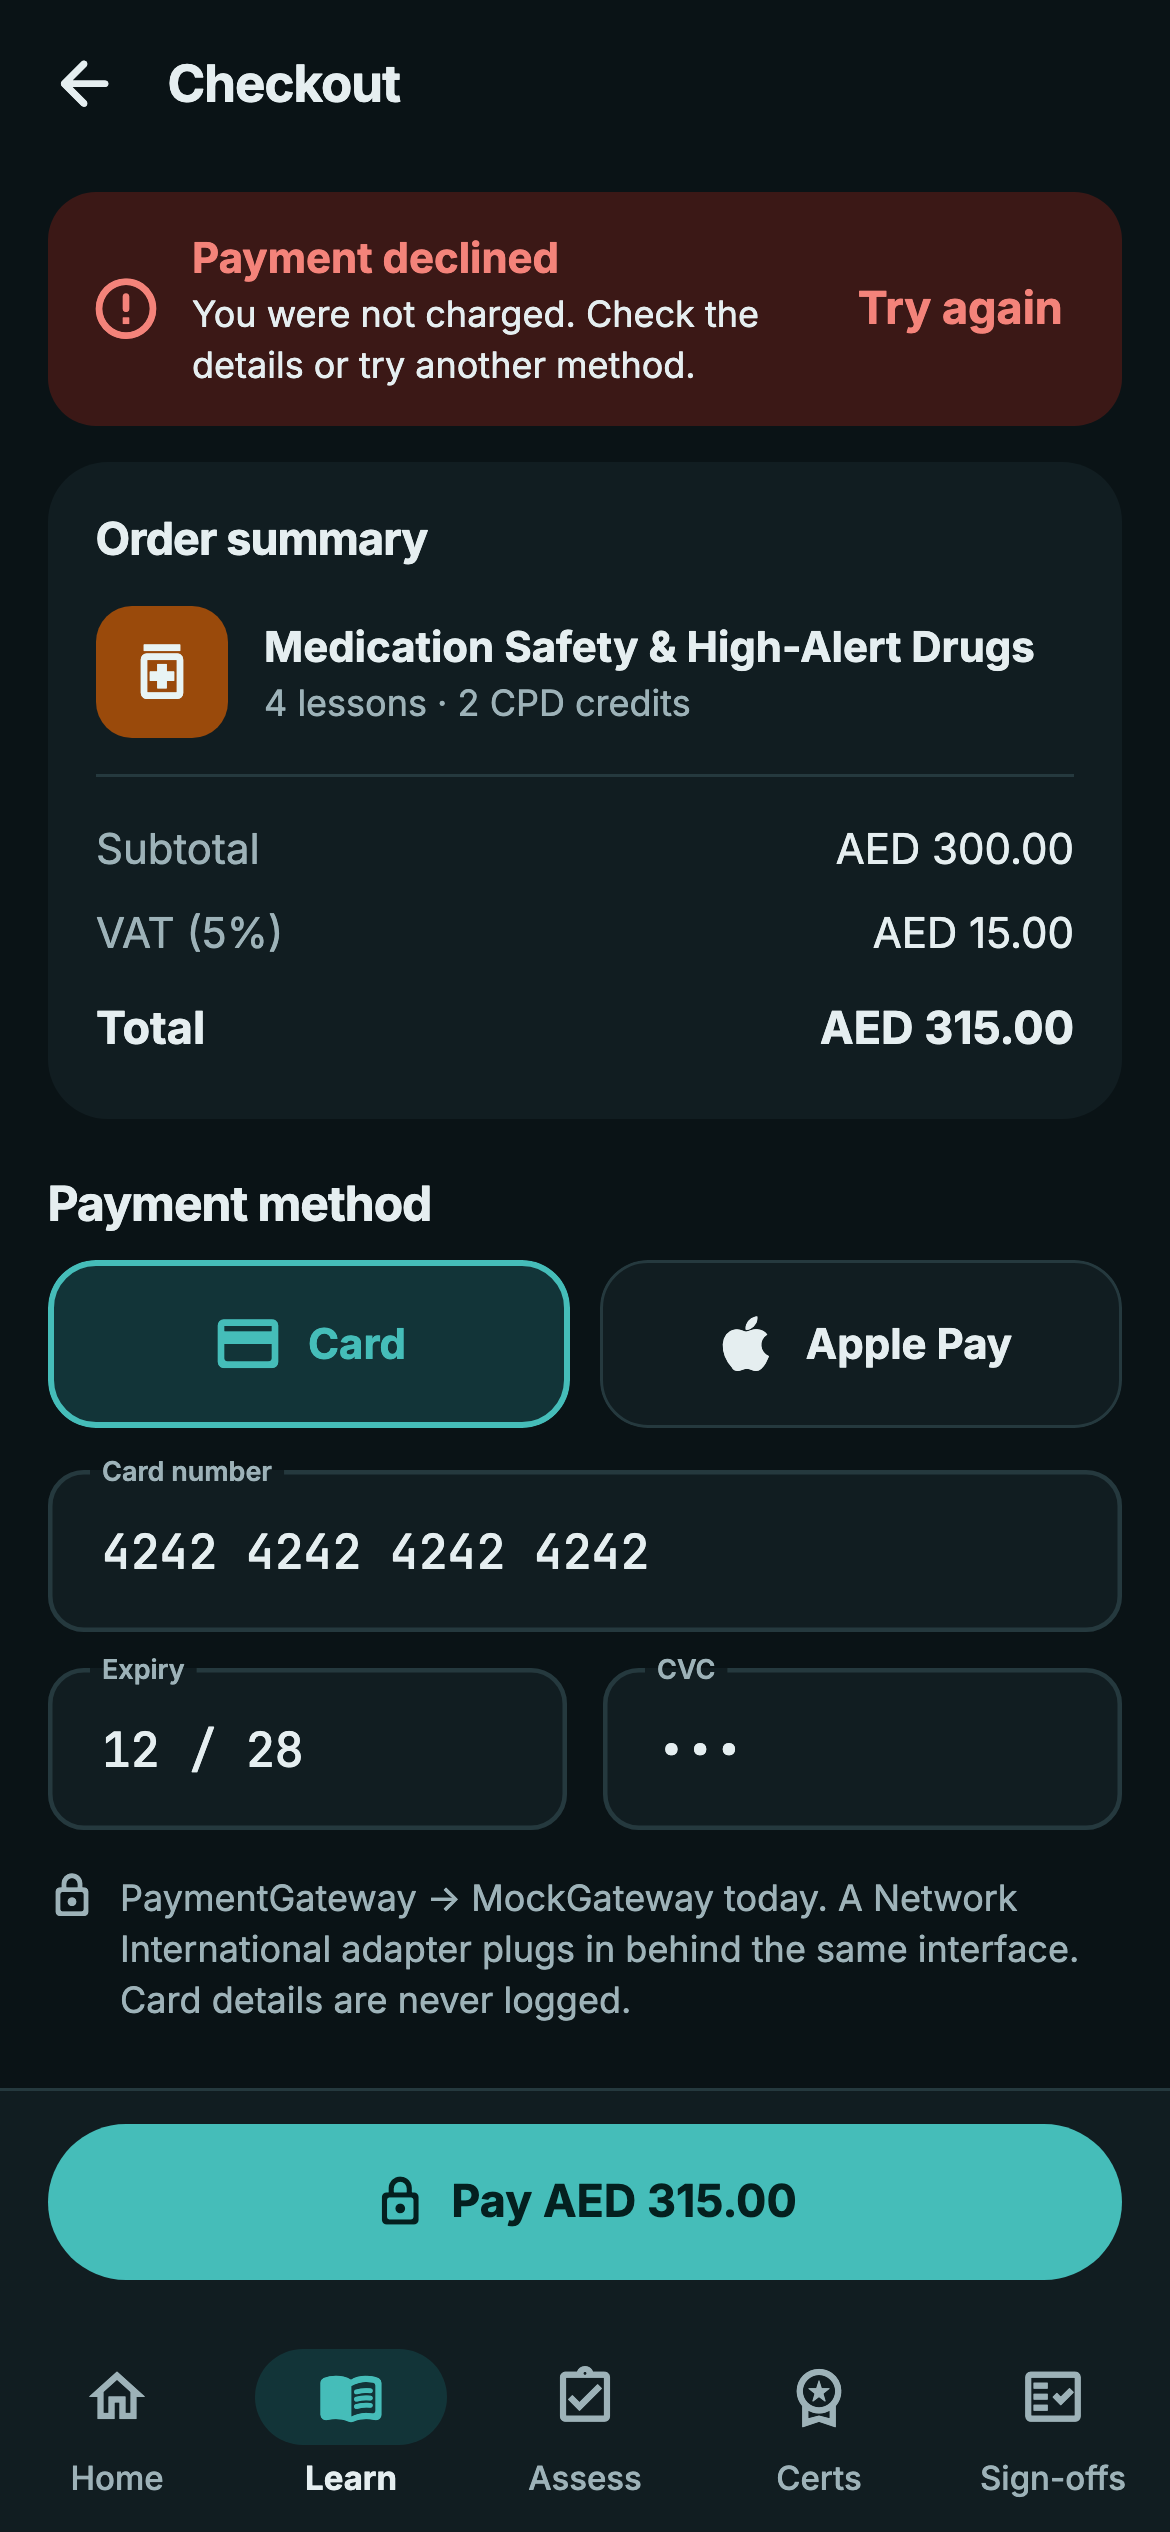 Checkout
Payment declined
You were not charged. Check the
details or try another method.
Try again
Order summary
Medication Safety & High-Alert Drugs
4 lessons · 2 CPD credits
Subtotal AED 300.00
VAT (5%) AED 15.00
Total AED 315.00
Payment method
Card
Apple Pay
Card number
4242 4242 4242 4242
Expiry
12 / 28
CVC
•••
PaymentGateway → MockGateway today. A Network
International adapter plugs in behind the same interface.
Card details are never logged.
Pay AED 315.00
Home
Learn
Assess
Certs
Sign-offs